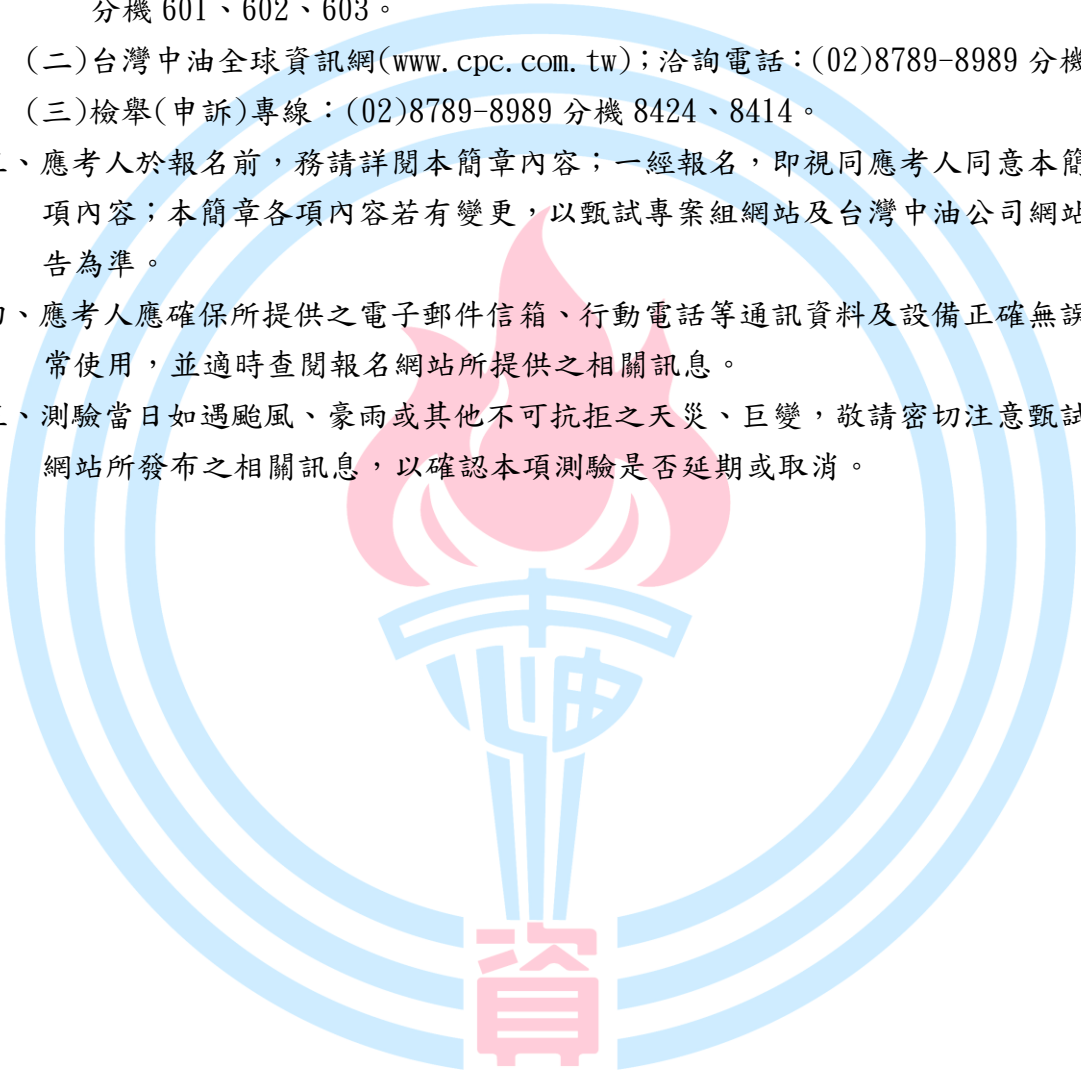 分機 601、602、603。
(二)台灣中油全球資訊網(www.cpc.com.tw)；洽詢電話：(02)8789-8989 分機
(三)檢舉(申訴)專線：(02)8789-8989 分機 8424、8414。
、應考人於報名前，務請詳閱本簡章內容；一經報名，即視同應考人同意本簡
項內容；本簡章各項內容若有變更，以甄試專案組網站及台灣中油公司網站
告為準。
、應考人應確保所提供之電子郵件信箱、行動電話等通訊資料及設備正確無誤
常使用，並適時查閱報名網站所提供之相關訊息。
、測驗當日如遇颱風、豪雨或其他不可抗拒之天災、巨變，敬請密切注意甄試
網站所發布之相關訊息，以確認本項測驗是否延期或取消。
中油
資